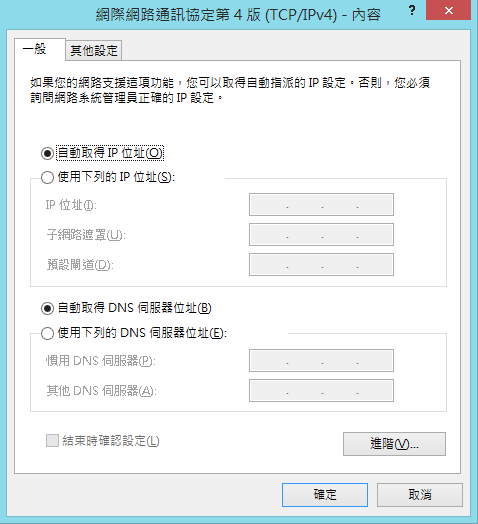 網際網路通訊協定第 4 版 (TCP/IPv4) - 內容
? ×
一般 其他設定
如果您的網路支援這項功能，您可以取得自動指派的 IP 設定。否則，您必須
詢問網路系統管理員正確的 IP 設定。
自動取得 IP 位址(O)
使用下列的 IP 位址(S):
IP 位址(I):
子網路遮罩(U):
預設閘道(D):
自動取得 DNS 伺服器位址(B)
使用下列的 DNS 伺服器位址(E):
慣用 DNS 伺服器(P):
其他 DNS 伺服器(A):
結束時確認設定(L)
進階(V)...
確定 取消